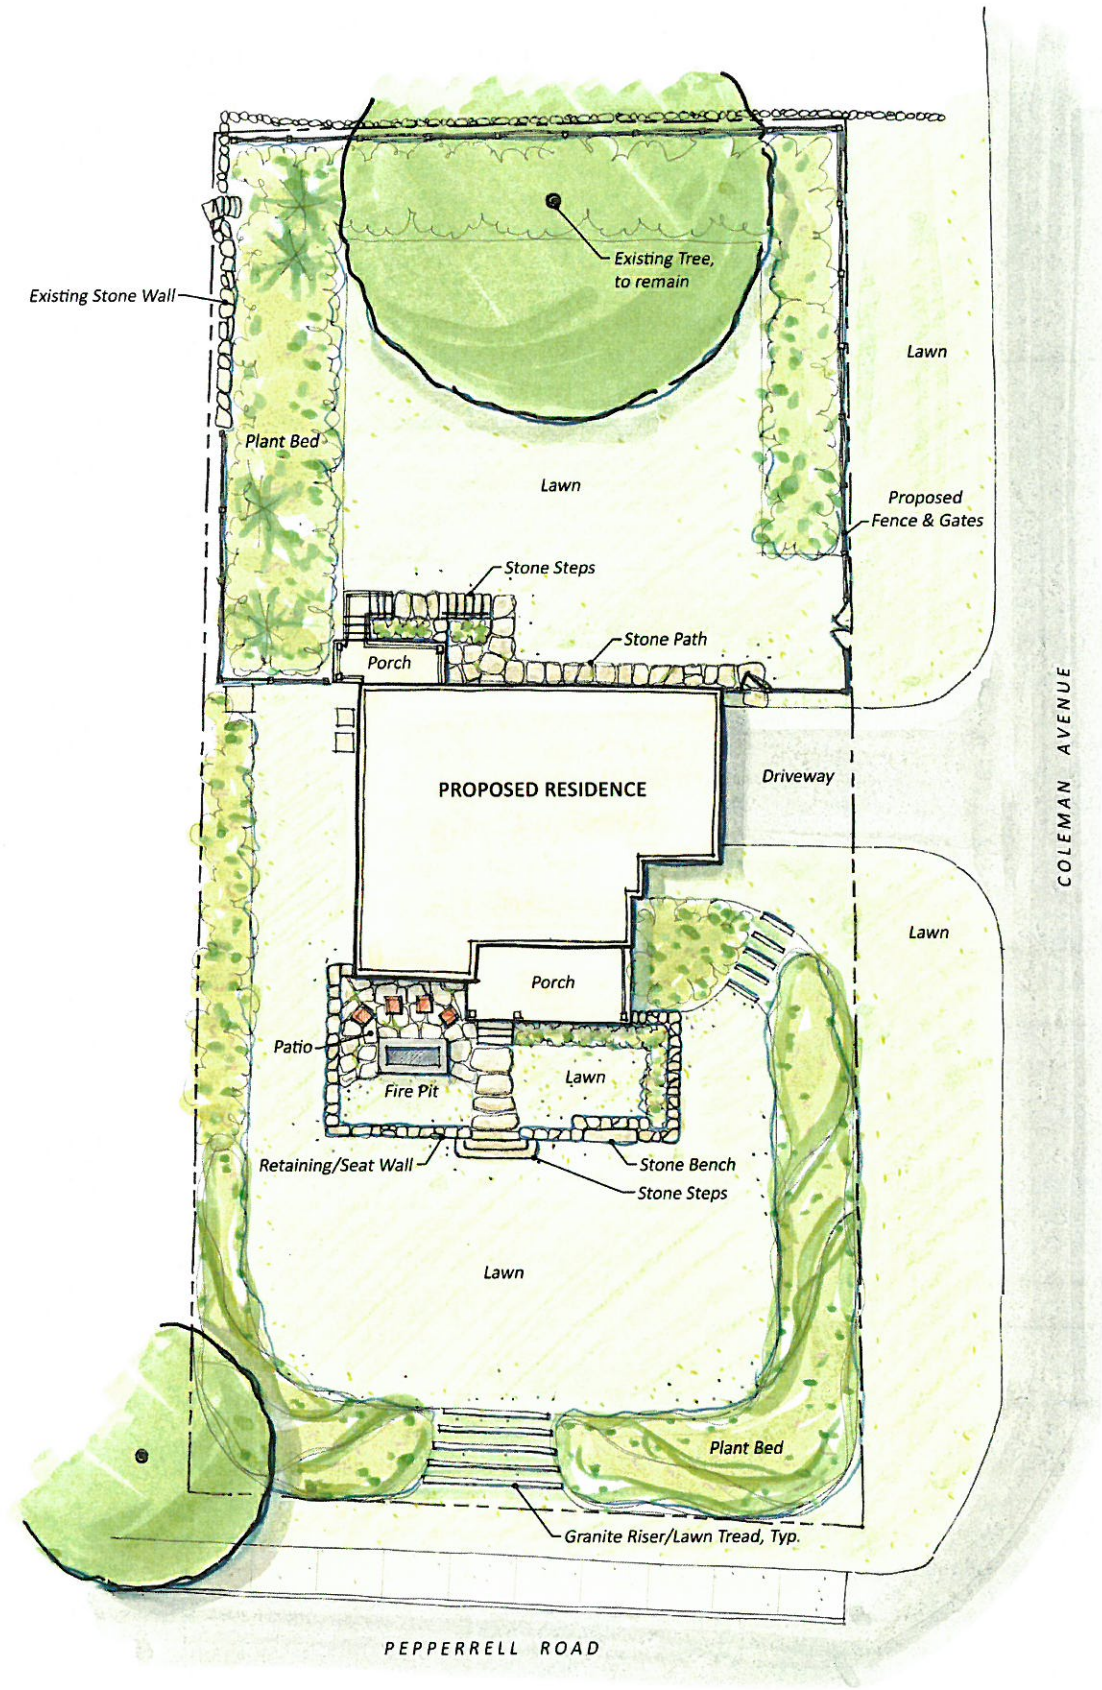 Existing Tree,
to remain
Existing Stone Wall
Lawn
Plant Bed
Lawn
Proposed
Fence & Gates
Stone Steps
Stone Path
Porch
PROPOSED RESIDENCE
Driveway
COLEMAN AVENUE
Lawn
Porch
Patio
Fire Pit
Lawn
Retaining/Seat Wall
Stone Bench
Stone Steps
Lawn
Plant Bed
Granite Riser/Lawn Tread, Typ.
PEPPERRELL ROAD